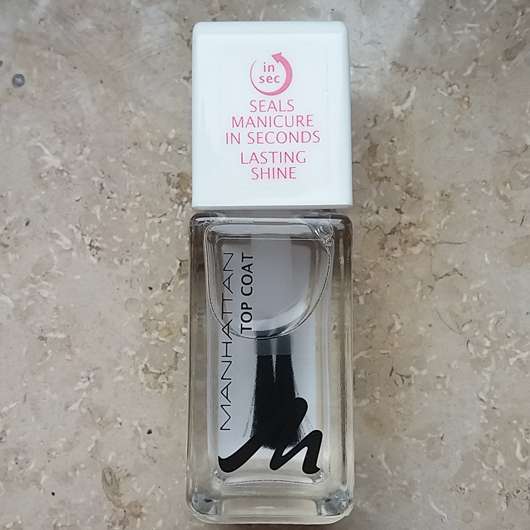 in
sec
SEALS
MANICURE
IN SECONDS
LASTING
SHINE
MANHATTAN
TOP COAT